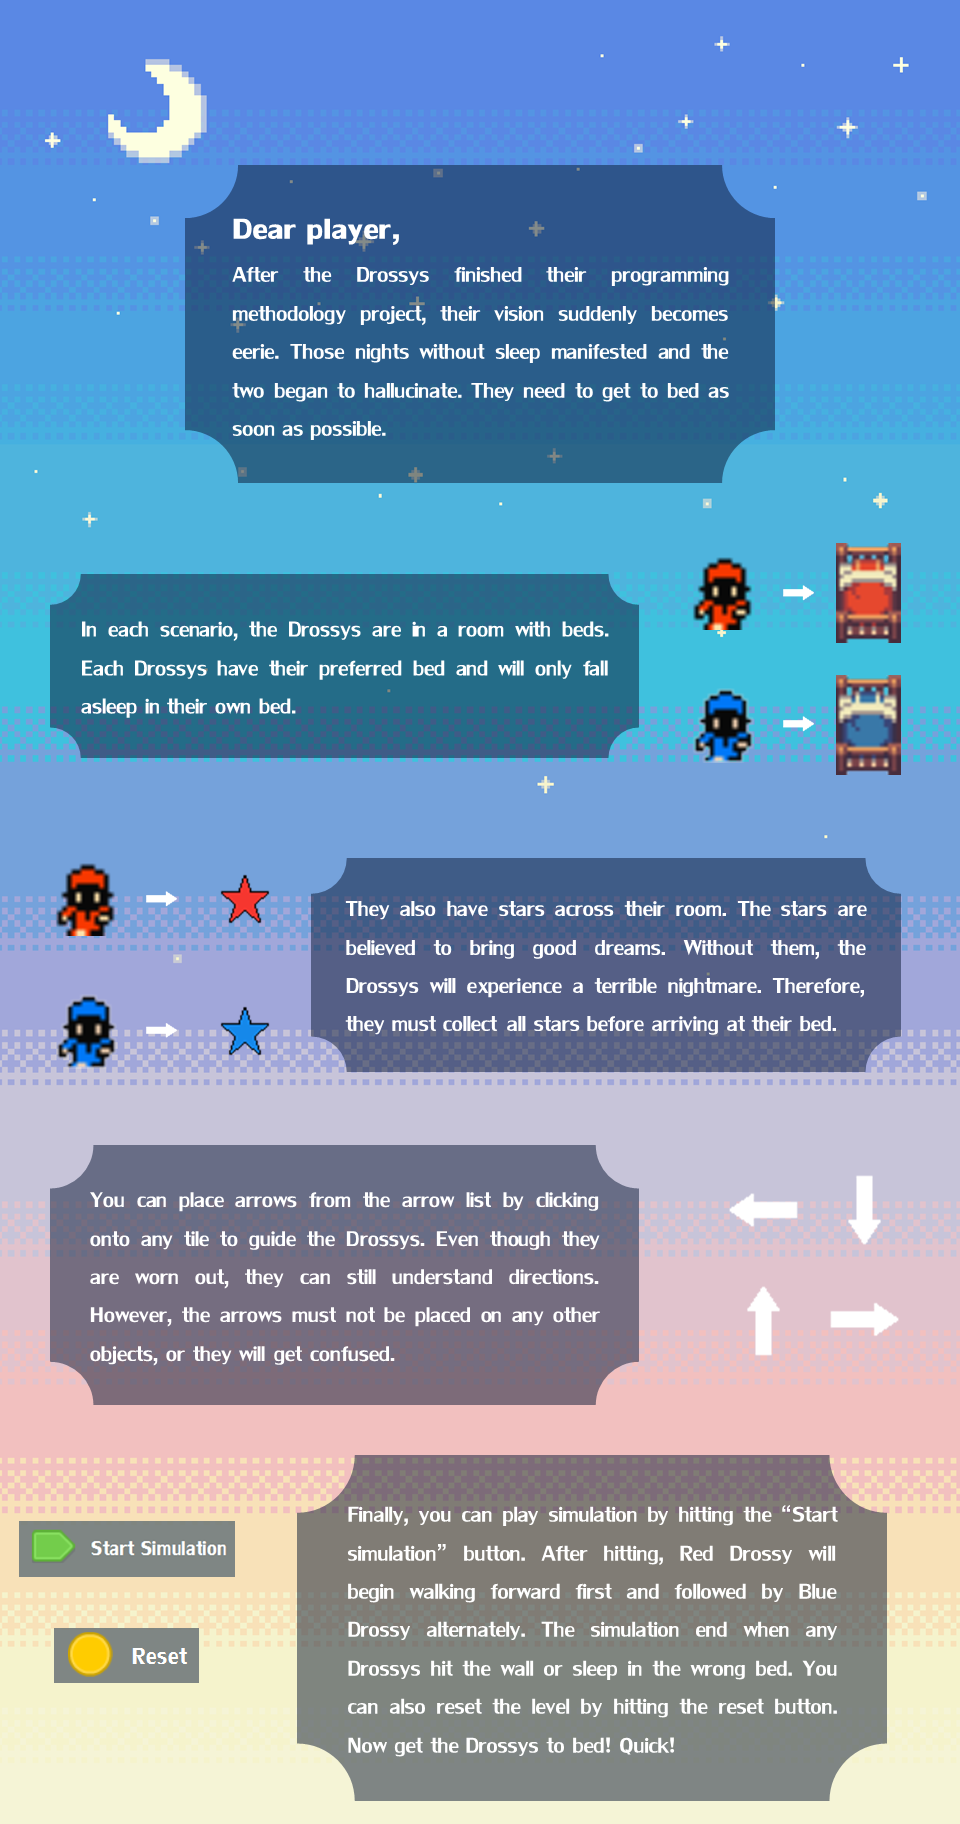 Dear player,
After the Drossys finished their programming
methodology project, their vision suddenly becomes
eerie. Those nights without sleep manifested and the
two began to hallucinate. They need to get to bed as
soon as possible.
In each scenario, the Drossys are in a room with beds.
Each Drossys have their preferred bed and will only fall
asleep in their own bed.
They also have stars across their room. The stars are
believed to bring good dreams. Without them, the
Drossys will experience a terrible nightmare. Therefore,
they must collect all stars before arriving at their bed.
You can place arrows from the arrow list by clicking
onto any tile to guide the Drossys. Even though they
are worn out, they can still understand directions.
However, the arrows must not be placed on any other
objects, or they will get confused.
Start Simulation
Reset
Finally, you can play simulation by hitting the “Start
simulation” button. After hitting, Red Drossy will
begin walking forward first and followed by Blue
Drossy alternately. The simulation end when any
Drossys hit the wall or sleep in the wrong bed. You
can also reset the level by hitting the reset button.
Now get the Drossys to bed! Quick!